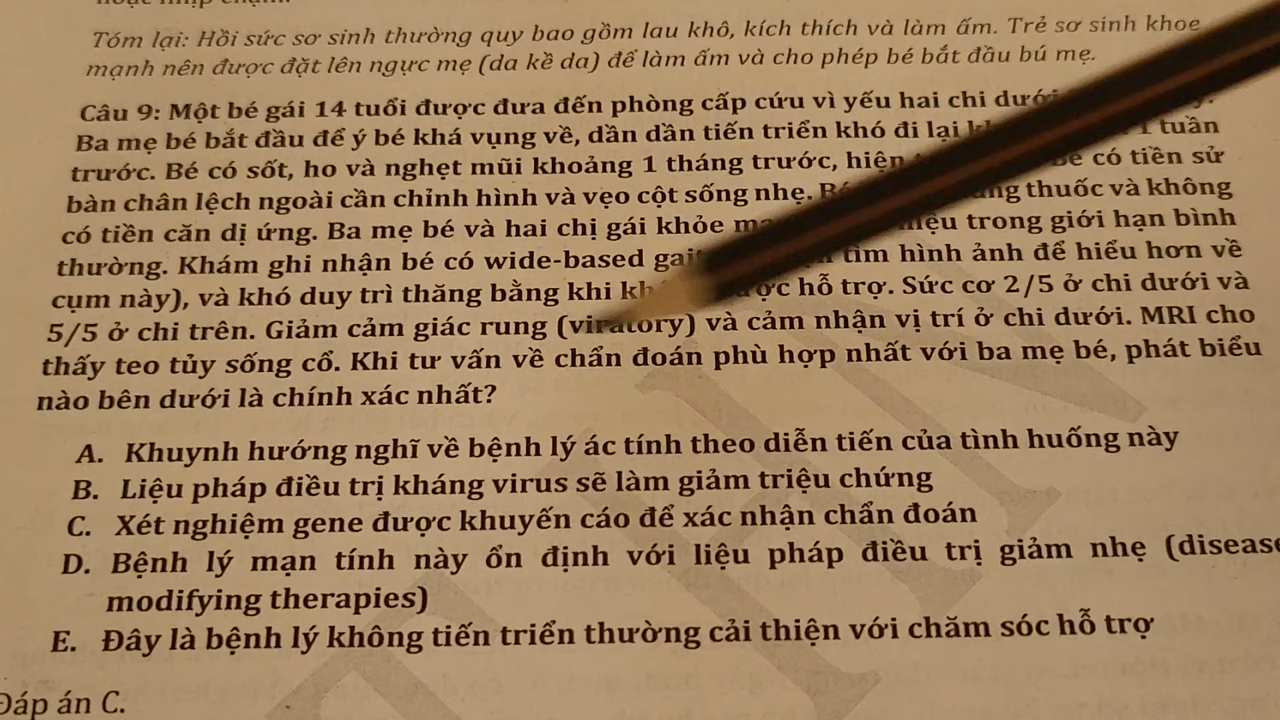 Tóm lại: Hồi sức sơ sinh thường quy bao gồm lau khô, kích thích và làm ấm. Trẻ sơ sinh khoẻ
mạnh nên được đặt lên ngực mẹ (da kề da) để làm ấm và cho phép bé bắt đầu bú mẹ.
Câu 9: Một bé gái 14 tuổi được đưa đến phòng cấp cứu vì yếu hai chi dưới
Ba mẹ bé bắt đầu để ý bé khá vụng về, dần dần tiến triển khó đi lại 1 tuần
trước. Bé có sốt, ho và nghẹt mũi khoảng 1 tháng trước, hiện Bé có tiền sử
bàn chân lệch ngoài cần chỉnh hình và vẹo cột sống nhẹ. thuốc và không
có tiền căn dị ứng. Ba mẹ bé và hai chị gái khỏe trong giới hạn bình
thường. Khám ghi nhận bé có wide-based gait tìm hình ảnh để hiểu hơn về
cụm này), và khó duy trì thăng bằng khi hỗ trợ. Sức cơ 2/5 ở chi dưới và
5/5 ở chi trên. Giảm cảm giác rung (viratory) và cảm nhận vị trí ở chi dưới. MRI cho
thấy teo tủy sống cổ. Khi tư vấn về chẩn đoán phù hợp nhất với ba mẹ bé, phát biểu
nào bên dưới là chính xác nhất?
A. Khuynh hướng nghĩ về bệnh lý ác tính theo diễn tiến của tình huống này
B. Liệu pháp điều trị kháng virus sẽ làm giảm triệu chứng
C. Xét nghiệm gene được khuyến cáo để xác nhận chẩn đoán
D. Bệnh lý mạn tính này ổn định với liệu pháp điều trị giảm nhẹ (disease
modifying therapies)
E. Đây là bệnh lý không tiến triển thường cải thiện với chăm sóc hỗ trợ
Đáp án C.